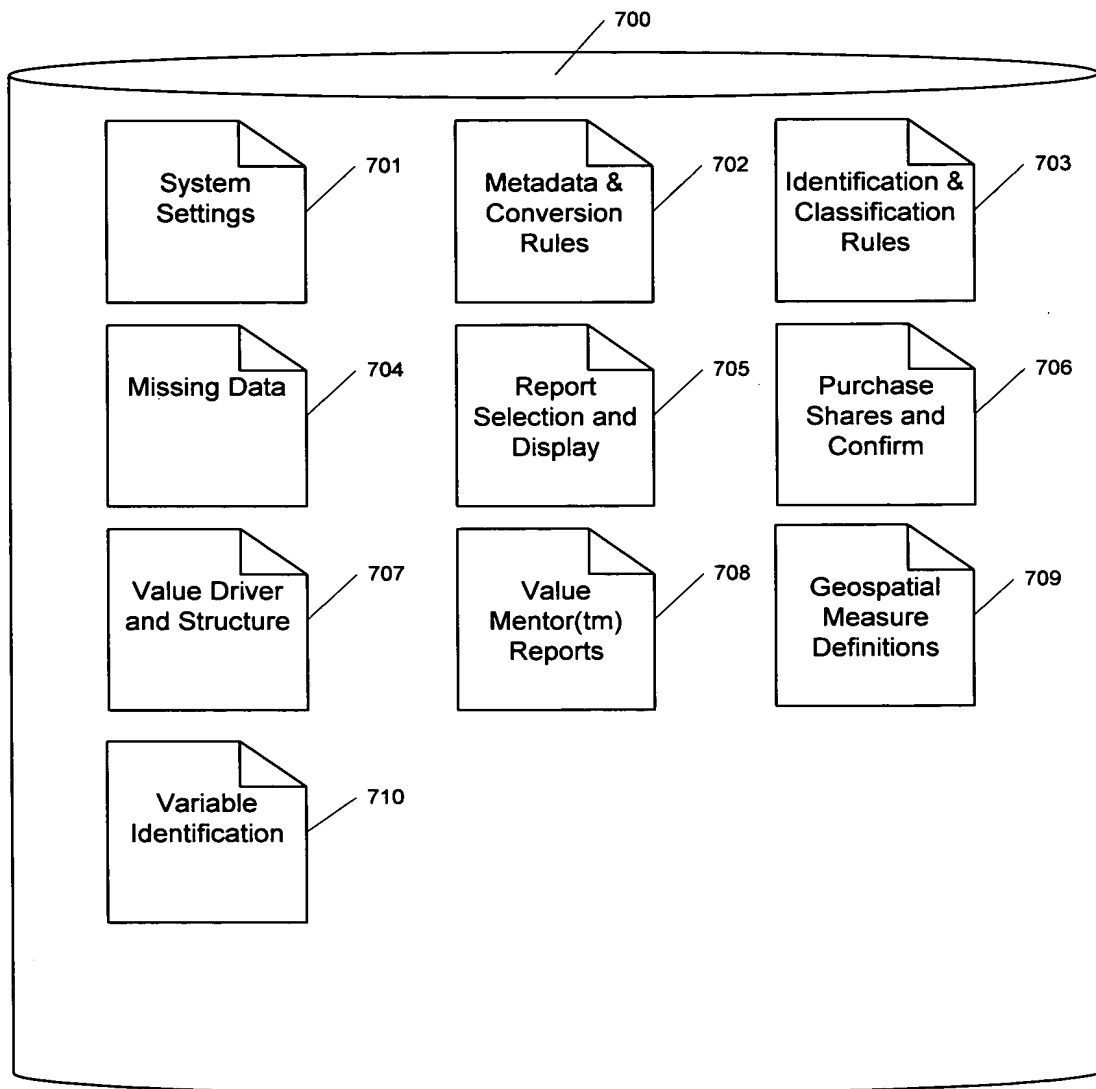 700
System
Settings
701
Metadata &
Conversion
Rules
702
Identification &
Classification
Rules
703
Missing Data
704
Report
Selection and
Display
705
Purchase
Shares and
Confirm
706
Value Driver
and Structure
707
Value
Mentor(tm)
Reports
708
Geospatial
Measure
Definitions
709
Variable
Identification
710